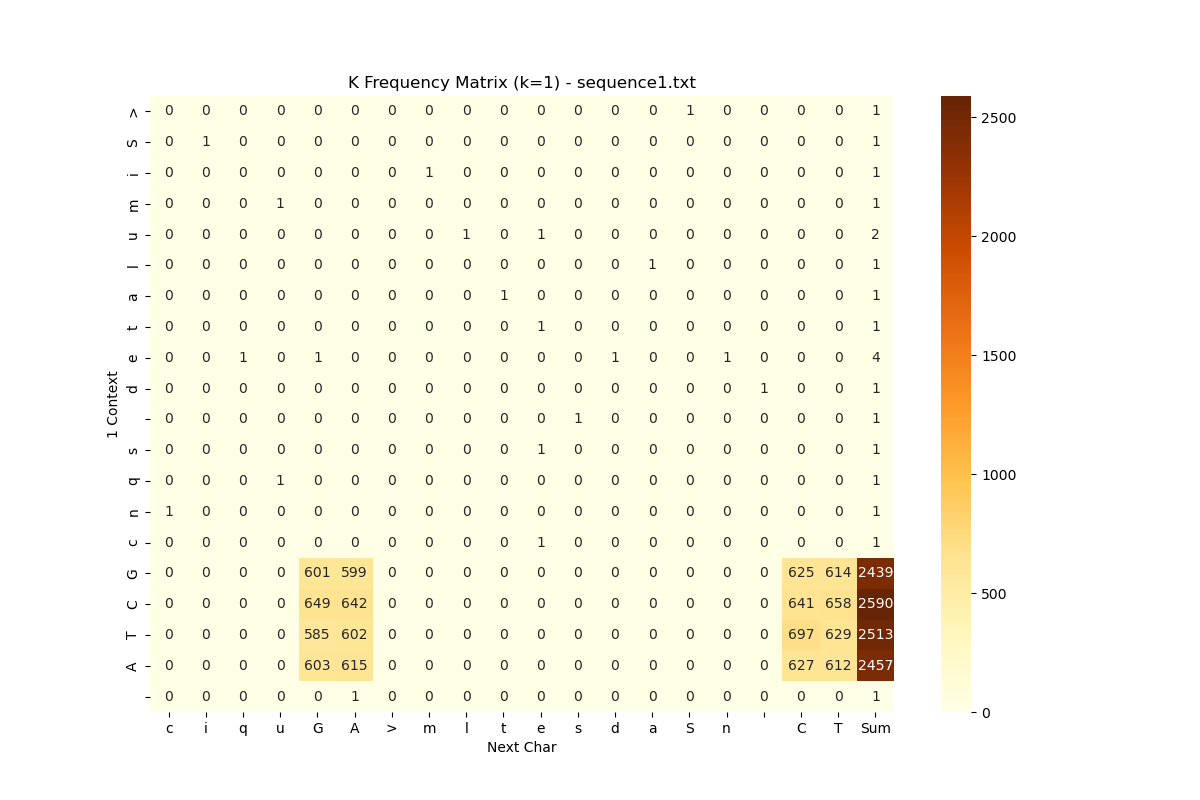 K Frequency Matrix (k=1) - sequence1.txt
> 0 0 0 0 0 0 0 0 0 0 0 0 0 0 1 0 0 0 0 1
S 0 1 0 0 0 0 0 0 0 0 0 0 0 0 0 0 0 0 0 1
i 0 0 0 0 0 0 0 1 0 0 0 0 0 0 0 0 0 0 0 1
m 0 0 0 1 0 0 0 0 0 0 0 0 0 0 0 0 0 0 0 1
u 0 0 0 0 0 0 0 0 1 0 1 0 0 0 0 0 0 0 0 2
l 0 0 0 0 0 0 0 0 0 0 0 0 0 1 0 0 0 0 0 1
a 0 0 0 0 0 0 0 0 0 1 0 0 0 0 0 0 0 0 0 1
t 0 0 0 0 0 0 0 0 0 0 1 0 0 0 0 0 0 0 0 1
e 0 0 1 0 1 0 0 0 0 0 0 0 1 0 0 1 0 0 0 4
d 0 0 0 0 0 0 0 0 0 0 0 0 0 0 0 0 1 0 0 1
0 0 0 0 0 0 0 0 0 0 0 1 0 0 0 0 0 0 0 1
s 0 0 0 0 0 0 0 0 0 0 1 0 0 0 0 0 0 0 0 1
q 0 0 0 1 0 0 0 0 0 0 0 0 0 0 0 0 0 0 0 1
n 1 0 0 0 0 0 0 0 0 0 0 0 0 0 0 0 0 0 0 1
c 0 0 0 0 0 0 0 0 0 0 1 0 0 0 0 0 0 0 0 1
G 0 0 0 0 601 599 0 0 0 0 0 0 0 0 0 0 0 625 614 2439
C 0 0 0 0 649 642 0 0 0 0 0 0 0 0 0 0 0 641 658 2590
T 0 0 0 0 585 602 0 0 0 0 0 0 0 0 0 0 0 697 629 2513
A 0 0 0 0 603 615 0 0 0 0 0 0 0 0 0 0 0 627 612 2457
0 0 0 0 0 1 0 0 0 0 0 0 0 0 0 0 0 0 0 1
c i q u G A > m l t e s d a S n C T Sum
Next Char
1 Context
2500
2000
1500
1000
500
0